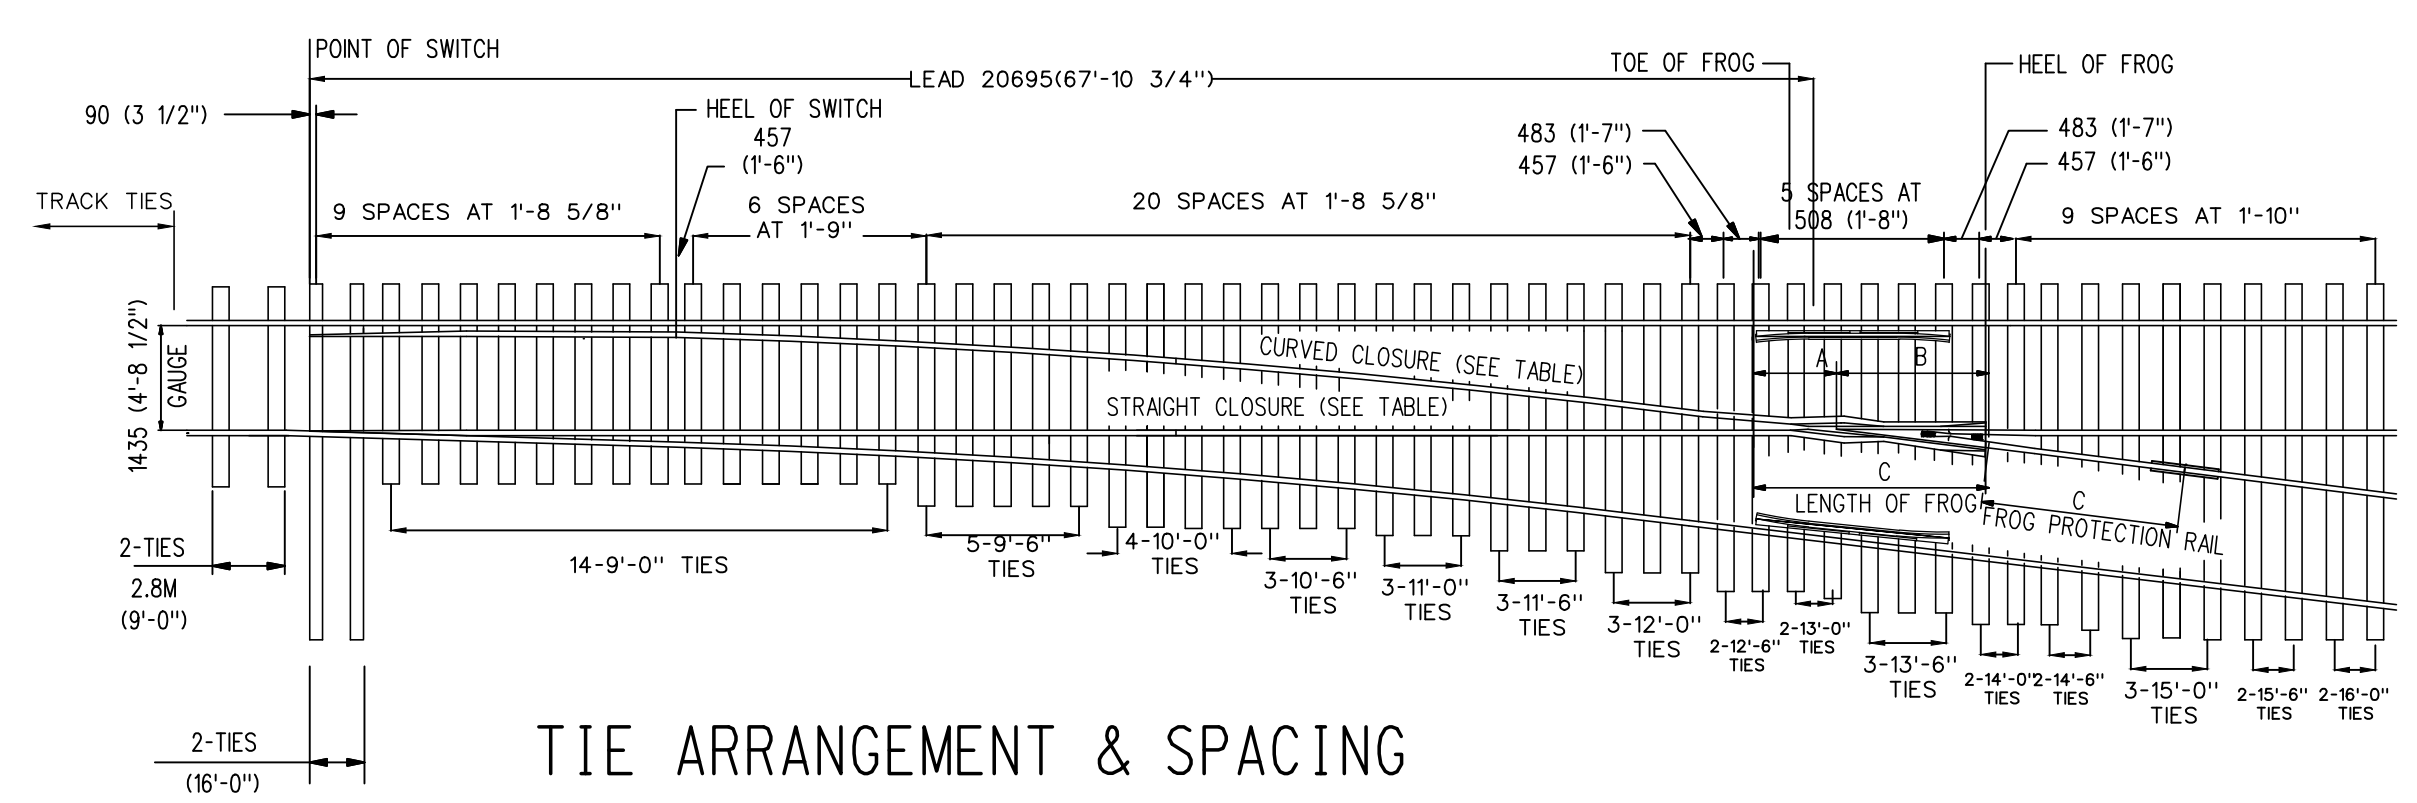 POINT OF SWITCH
LEAD 20695(67'-10 3/4")
TOE OF FROG
HEEL OF FROG
90 (3 1/2")
HEEL OF SWITCH
457
(1'-6")
483 (1'-7")
457 (1'-6")
483 (1'-7")
457 (1'-6")
TRACK TIES
9 SPACES AT 1'-8 5/8"
6 SPACES
AT 1'-9"
20 SPACES AT 1'-8 5/8"
5 SPACES AT
508 (1'-8")
9 SPACES AT 1'-10"
1435 (4'-8 1/2")
GAUGE
CURVED CLOSURE (SEE TABLE)
STRAIGHT CLOSURE (SEE TABLE)
A
B
C
LENGTH OF FROG
C
FROG PROTECTION RAIL
2-TIES
2.8M
(9'-0")
14-9'-0" TIES
5-9'-6"
TIES
4-10'-0"
TIES
3-10'-6"
TIES
3-11'-0"
TIES
3-11'-6"
TIES
3-12'-0"
TIES
2-12'-6"
TIES
2-13'-0"
TIES
3-13'-6"
TIES
2-14'-0"
TIES
2-14'-6"
TIES
3-15'-0"
TIES
2-15'-6"
TIES
2-16'-0"
TIES
2-TIES
(16'-0")
TIE ARRANGEMENT & SPACING